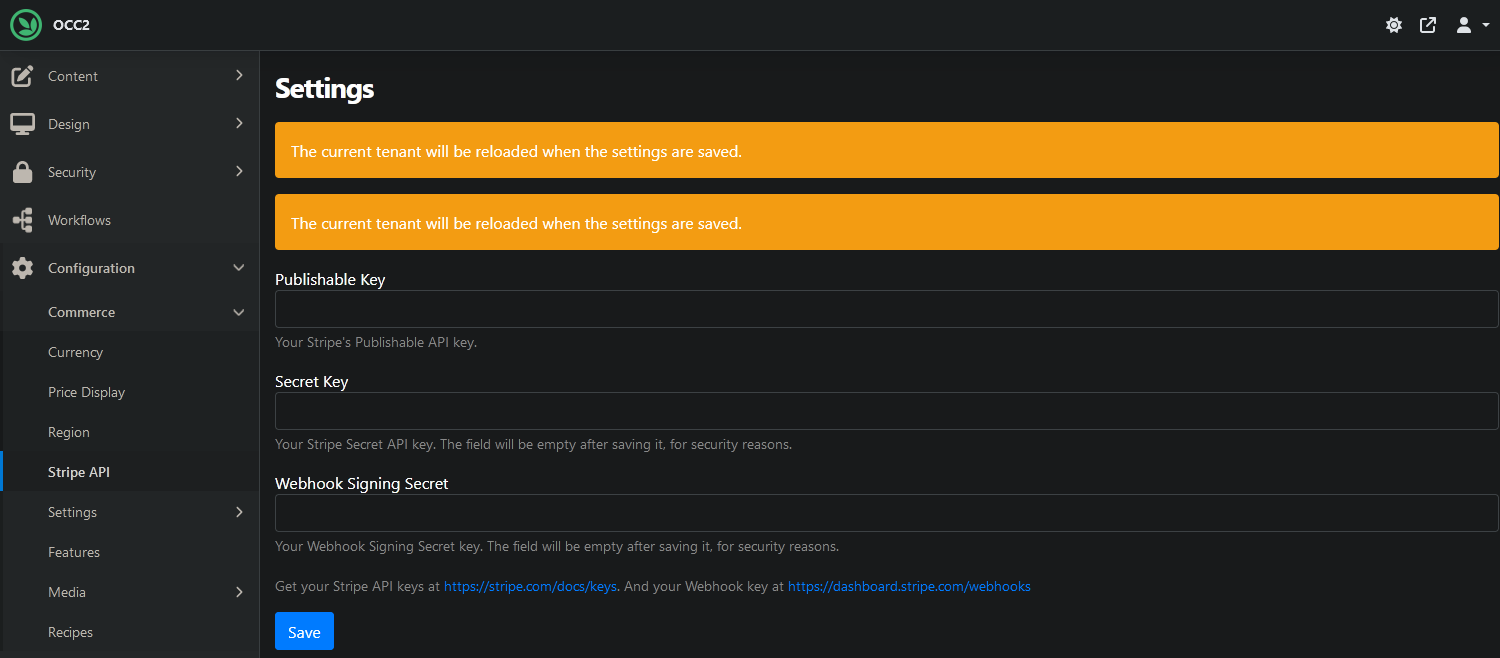 OCC2
Content
Design
Security
Workflows
Configuration
Commerce
Currency
Price Display
Region
Stripe API
Settings
Features
Media
Recipes
Settings
The current tenant will be reloaded when the settings are saved.
The current tenant will be reloaded when the settings are saved.
Publishable Key
Your Stripe's Publishable API key.
Secret Key
Your Stripe Secret API key. The field will be empty after saving it, for security reasons.
Webhook Signing Secret
Your Webhook Signing Secret key. The field will be empty after saving it, for security reasons.
Get your Stripe API keys at https://stripe.com/docs/keys. And your Webhook key at https://dashboard.stripe.com/webhooks
Save